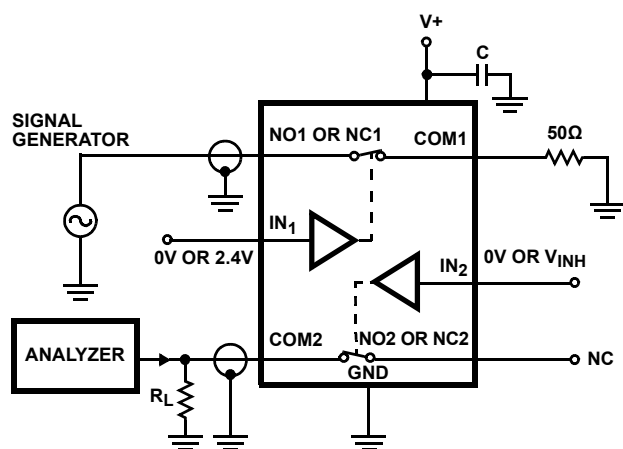 V+
C
SIGNAL
GENERATOR
NO1 OR NC1
COM1
50Ω
IN1
0V OR 2.4V
IN2
0V OR VINH
COM2
NO2 OR NC2
ANALYZER
GND
NC
RL